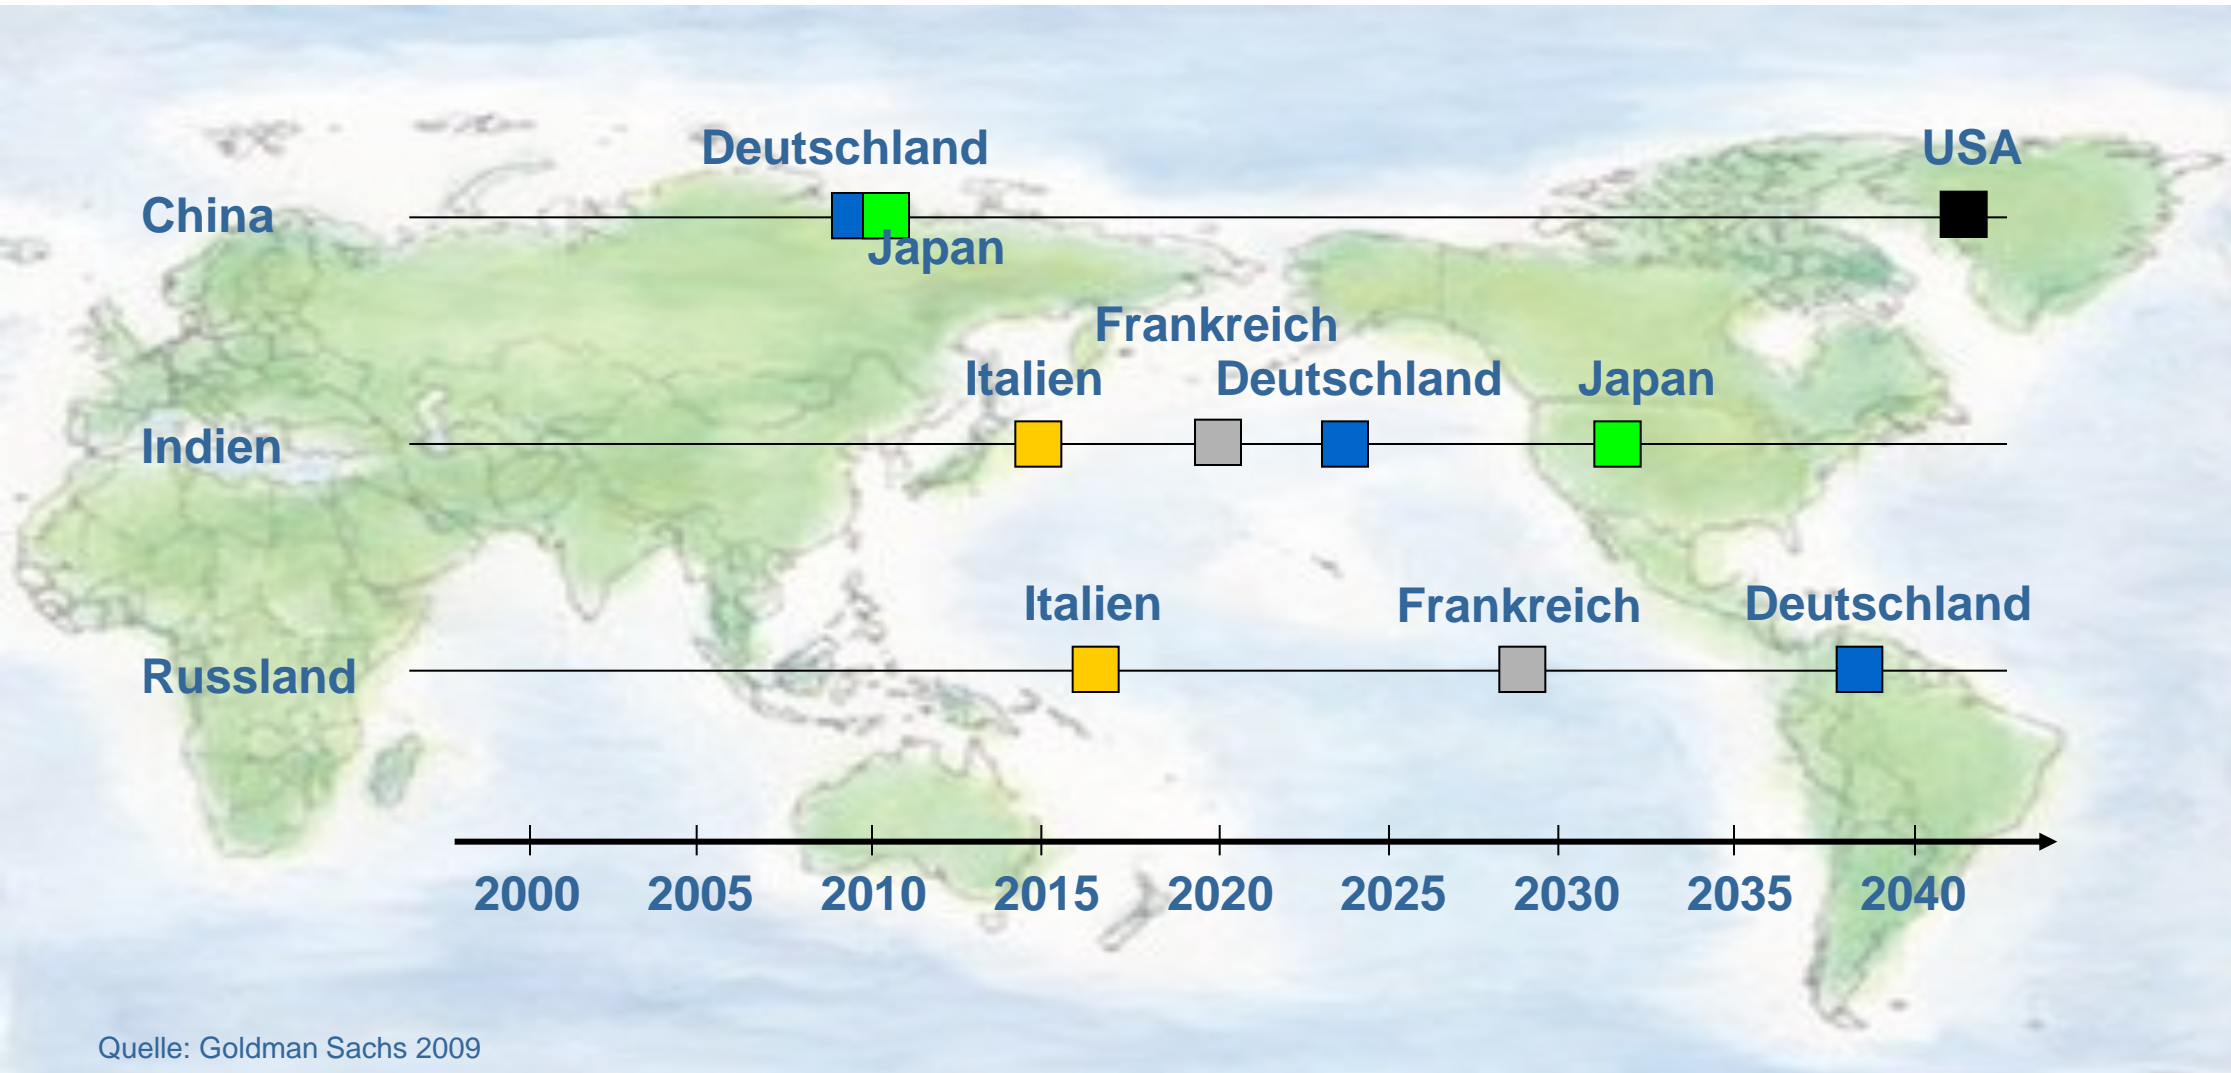 Deutschland
USA
China
Japan
Frankreich
Italien
Deutschland
Japan
Indien
Italien
Frankreich
Deutschland
Russland
2000 2005 2010 2015 2020 2025 2030 2035 2040
Quelle: Goldman Sachs 2009